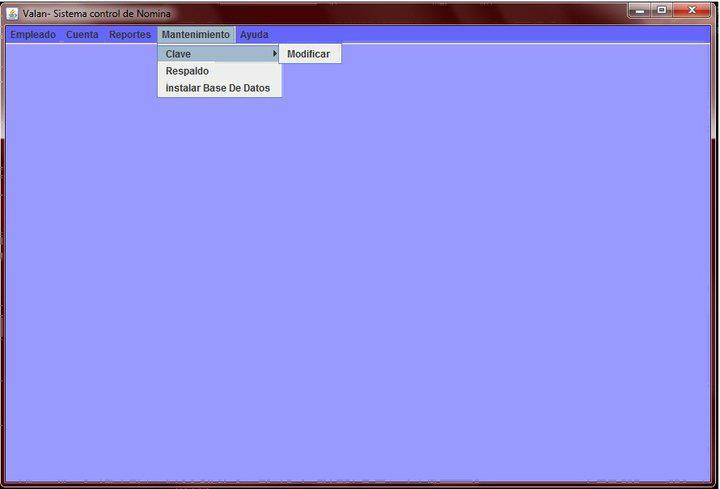 Valan- Sistema control de Nomina
Empleado Cuenta Reportes Mantenimiento Ayuda
Clave Modificar
Respaldo
Instalar Base De Datos